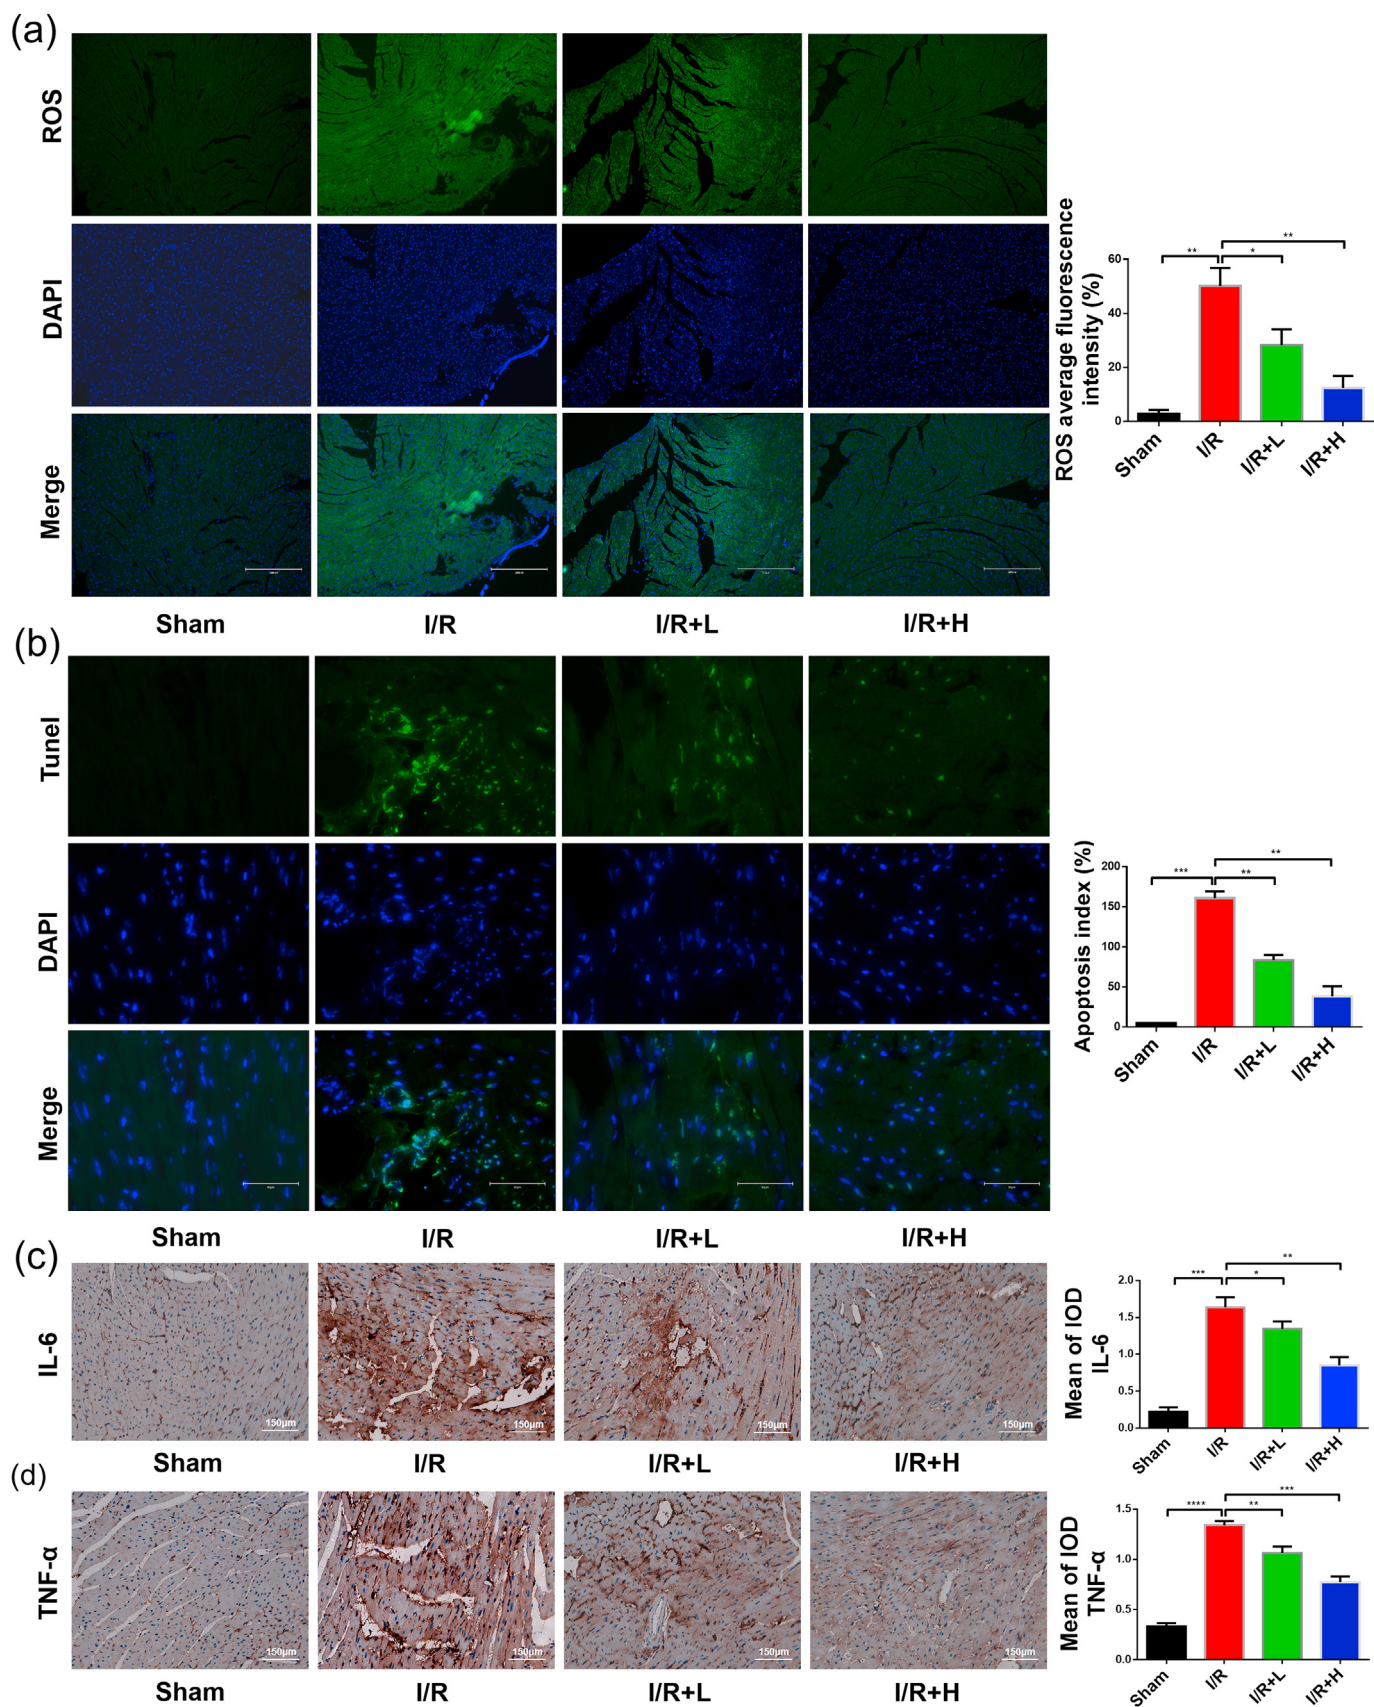 (a)
ROS
DAPI
Merge
Sham
I/R
I/R+L
I/R+H
ROS average fluorescence
intensity (%)
60
40
20
0
**
*
**
Sham
I/R
I/R+L
I/R+H
(b)
Tunel
DAPI
Merge
Sham
I/R
I/R+L
I/R+H
Apoptosis index (%)
200
150
100
50
0
***
**
**
Sham
I/R
I/R+L
I/R+H
(c)
IL-6
150μm
150μm
150μm
150μm
Sham
I/R
I/R+L
I/R+H
Mean of IOD
IL-6
2.0
1.5
1.0
0.5
0.0
***
*
**
Sham
I/R
I/R+L
I/R+H
(d)
TNF-α
150μm
150μm
150μm
150μm
Sham
I/R
I/R+L
I/R+H
Mean of IOD
TNF-α
1.5
1.0
0.5
0.0
****
**
***
Sham
I/R
I/R+L
I/R+H